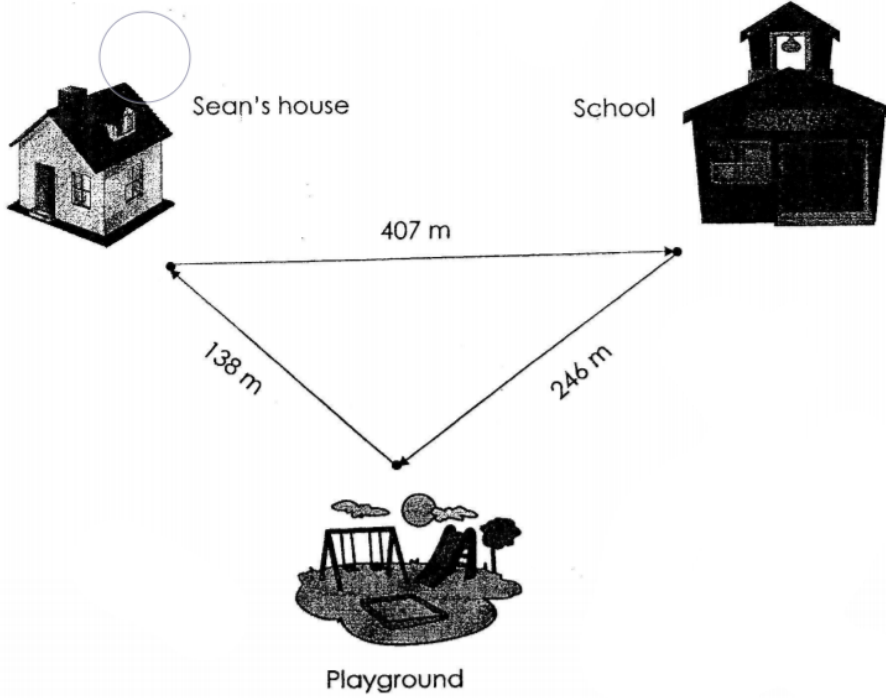 Sean's house
School
407 m
138 m
246 m
Playground